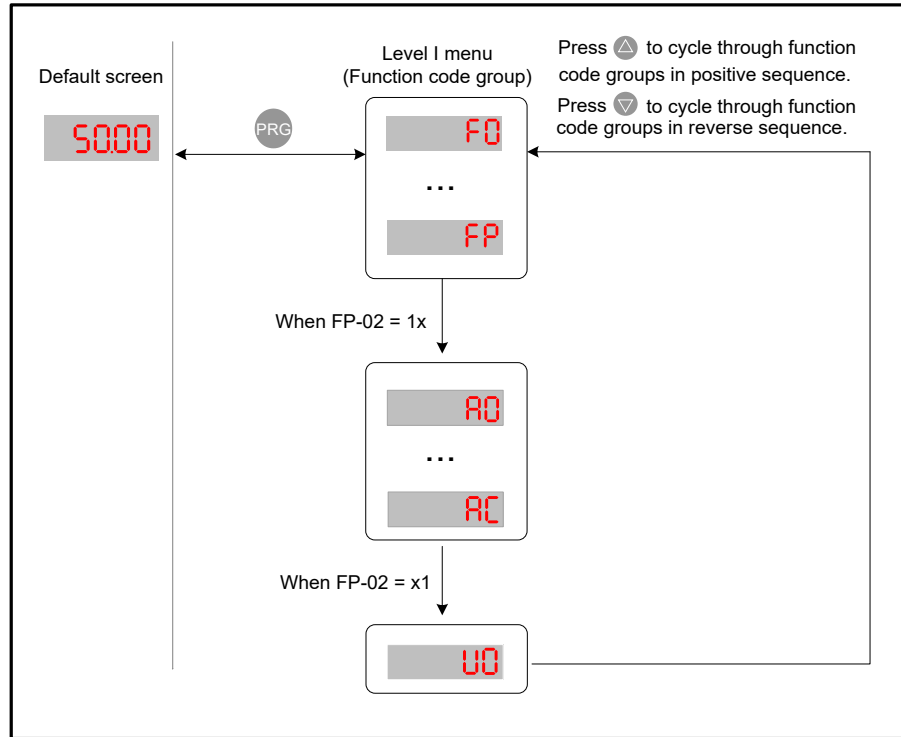 Default screen
50.00
PRG
Level I menu
(Function code group)
F0
...
FP
Press △ to cycle through function
code groups in positive sequence.
Press ▽ to cycle through function
code groups in reverse sequence.
When FP-02 = 1x
A0
...
AC
When FP-02 = x1
U0